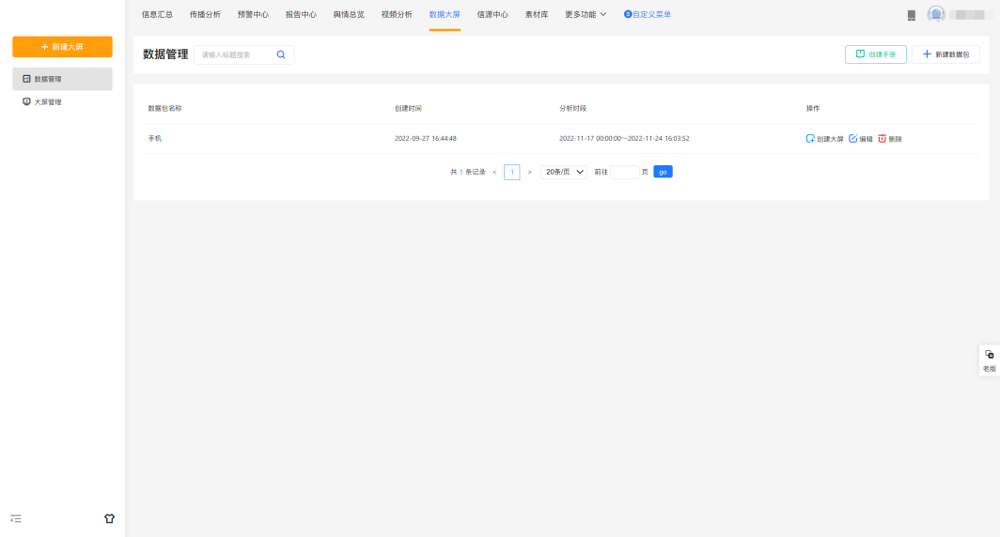 信息汇总 传播分析 预警中心 报告中心 舆情总览 视频分析 数据大屏 信源中心 素材库 更多功能 自定义菜单
+ 新建大屏
数据管理
大屏管理
数据管理 请输入标题搜索 创建手册 + 新建数据包
数据包名称 创建时间 分析时段 操作
手机 2022-09-27 16:44:48 2022-11-17 00:00:00～2022-11-24 16:03:52 创建大屏 编辑 删除
共 1 条记录 < 1 > 20条/页 前往 页 go
老版